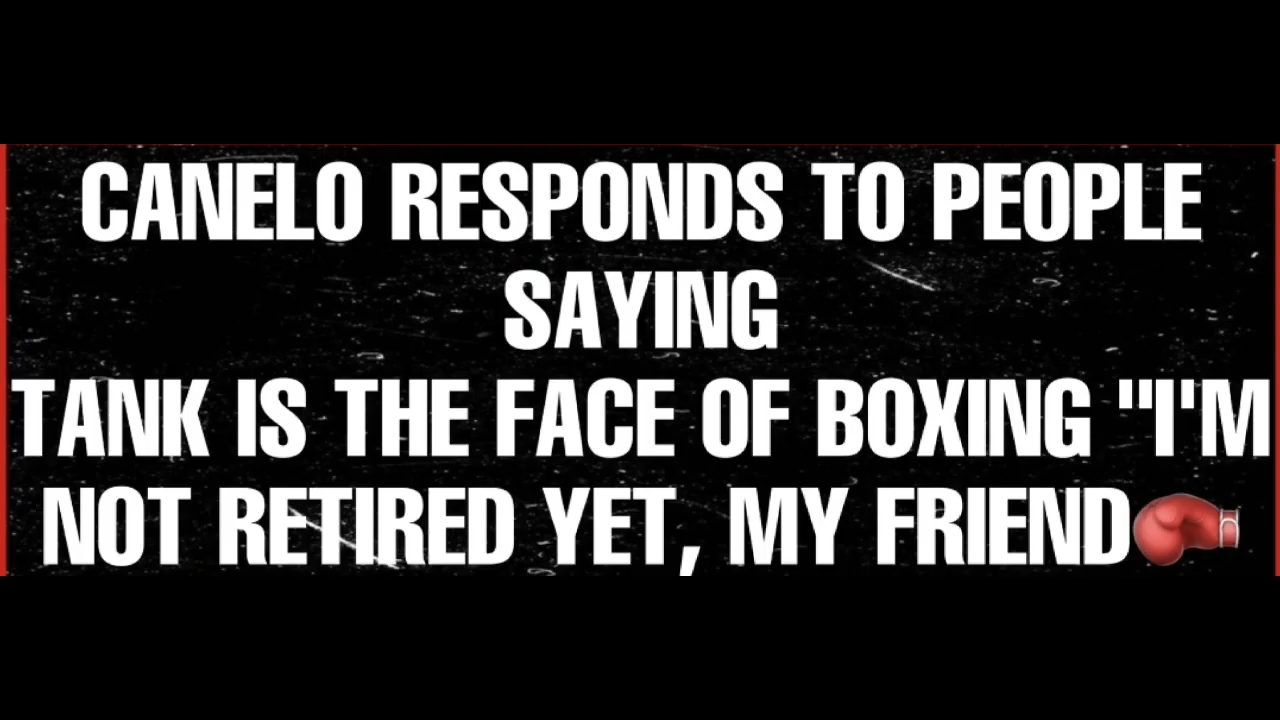 CANELO RESPONDS TO PEOPLE
SAYING
TANK IS THE FACE OF BOXING "I'M
NOT RETIRED YET, MY FRIEND🥊